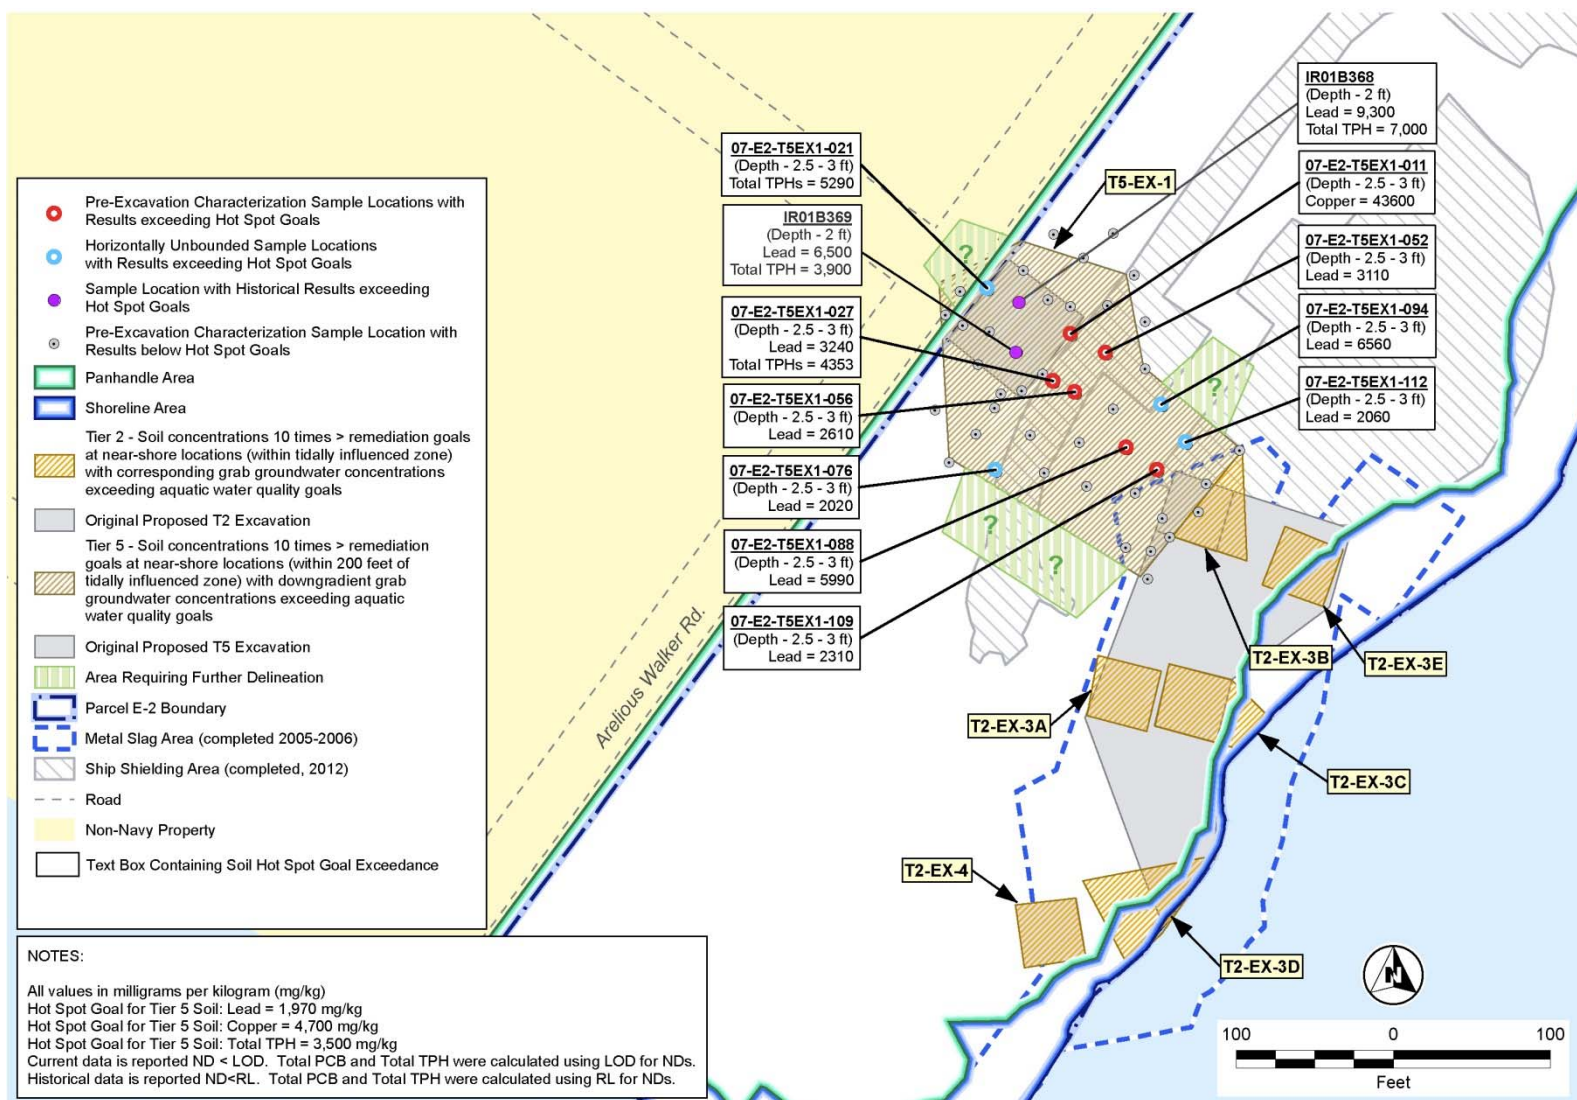 IR01B368
(Depth - 2 ft)
Lead = 9,300
Total TPH = 7,000
07-E2-T5EX1-021
(Depth - 2.5 - 3 ft)
Total TPHs = 5290
T5-EX-1
07-E2-T5EX1-011
(Depth - 2.5 - 3 ft)
Copper = 43600
IR01B369
(Depth - 2 ft)
Lead = 6,500
Total TPH = 3,900
07-E2-T5EX1-052
(Depth - 2.5 - 3 ft)
Lead = 3110
07-E2-T5EX1-027
(Depth - 2.5 - 3 ft)
Lead = 3240
Total TPHs = 4353
07-E2-T5EX1-094
(Depth - 2.5 - 3 ft)
Lead = 6560
07-E2-T5EX1-056
(Depth - 2.5 - 3 ft)
Lead = 2610
07-E2-T5EX1-112
(Depth - 2.5 - 3 ft)
Lead = 2060
07-E2-T5EX1-076
(Depth - 2.5 - 3 ft)
Lead = 2020
07-E2-T5EX1-088
(Depth - 2.5 - 3 ft)
Lead = 5990
07-E2-T5EX1-109
(Depth - 2.5 - 3 ft)
Lead = 2310
?
?
?
?
Arelious Walker Rd.
T2-EX-3B
T2-EX-3E
T2-EX-3A
T2-EX-3C
T2-EX-4
T2-EX-3D
Pre-Excavation Characterization Sample Locations with
Results exceeding Hot Spot Goals
Horizontally Unbounded Sample Locations
with Results exceeding Hot Spot Goals
Sample Location with Historical Results exceeding
Hot Spot Goals
Pre-Excavation Characterization Sample Location with
Results below Hot Spot Goals
Panhandle Area
Shoreline Area
Tier 2 - Soil concentrations 10 times > remediation goals
at near-shore locations (within tidally influenced zone)
with corresponding grab groundwater concentrations
exceeding aquatic water quality goals
Original Proposed T2 Excavation
Tier 5 - Soil concentrations 10 times > remediation
goals at near-shore locations (within 200 feet of
tidally influenced zone) with downgradient grab
groundwater concentrations exceeding aquatic
water quality goals
Original Proposed T5 Excavation
Area Requiring Further Delineation
Parcel E-2 Boundary
Metal Slag Area (completed 2005-2006)
Ship Shielding Area (completed, 2012)
Road
Non-Navy Property
Text Box Containing Soil Hot Spot Goal Exceedance
NOTES:
All values in milligrams per kilogram (mg/kg)
Hot Spot Goal for Tier 5 Soil: Lead = 1,970 mg/kg
Hot Spot Goal for Tier 5 Soil: Copper = 4,700 mg/kg
Hot Spot Goal for Tier 5 Soil: Total TPH = 3,500 mg/kg
Current data is reported ND < LOD. Total PCB and Total TPH were calculated using LOD for NDs.
Historical data is reported ND<RL. Total PCB and Total TPH were calculated using RL for NDs.
N
100 0 100
Feet